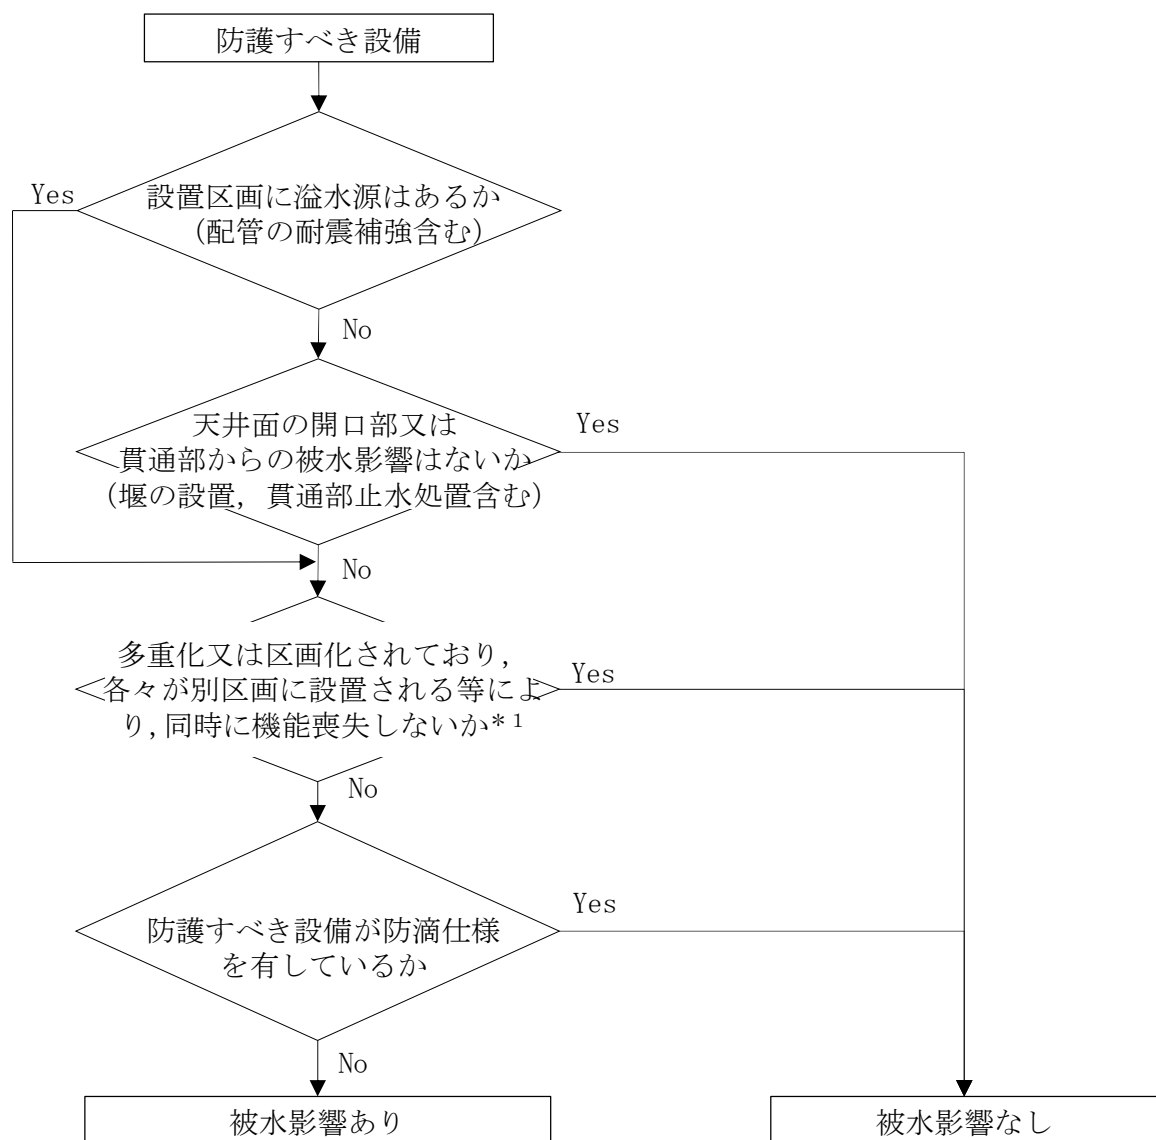 防護すべき設備
Yes
設置区画に溢水源はあるか
(配管の耐震補強含む)
No
天井面の開口部又は
貫通部からの被水影響はないか
(堰の設置, 貫通部止水処置含む)
Yes
No
多重化又は区画化されており,
各々が別区画に設置される等によ
り,同時に機能喪失しないか*1
Yes
No
防護すべき設備が防滴仕様
を有しているか
Yes
No
被水影響あり
被水影響なし